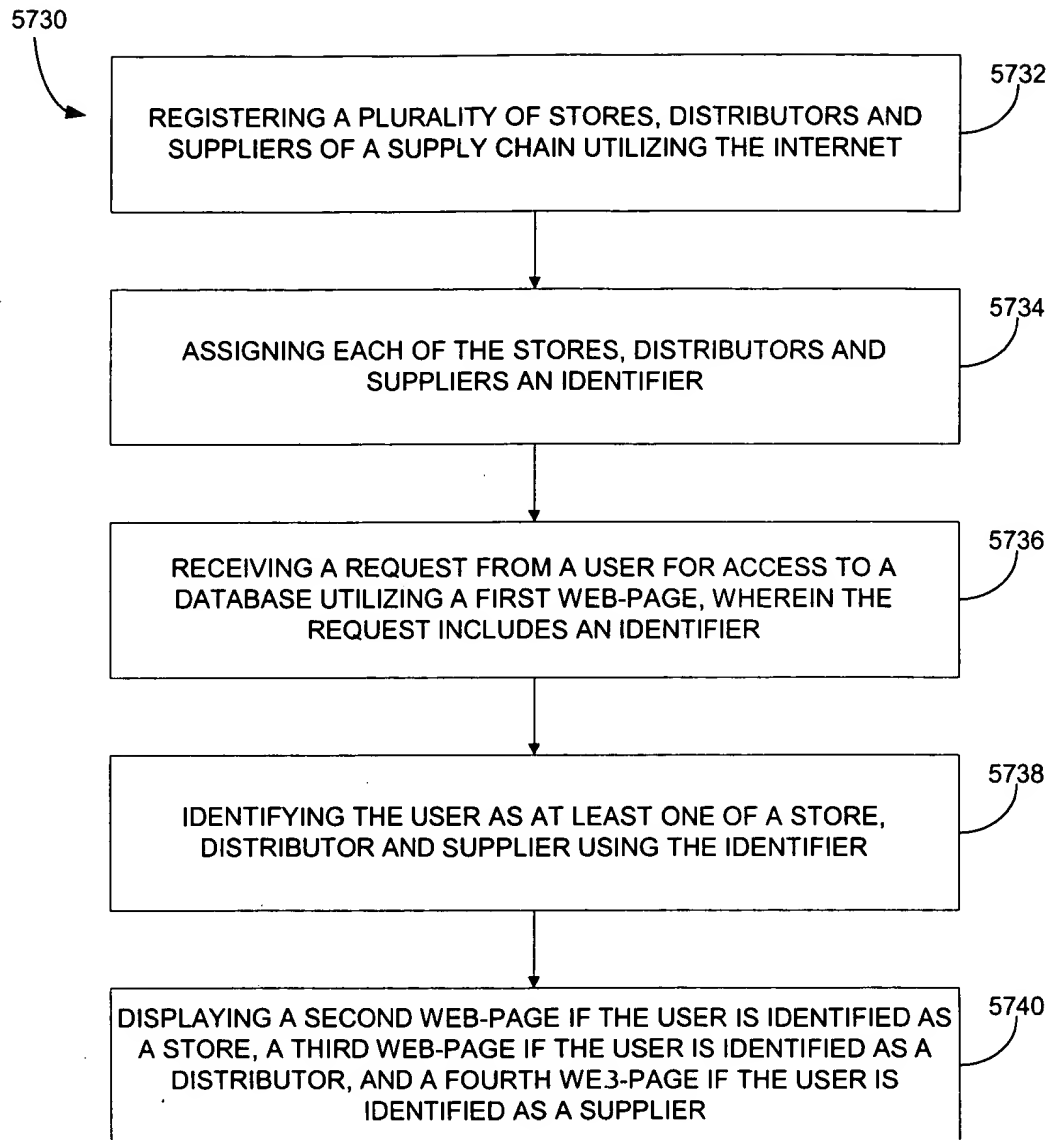 5730
5732
REGISTERING A PLURALITY OF STORES, DISTRIBUTORS AND
SUPPLIERS OF A SUPPLY CHAIN UTILIZING THE INTERNET
5734
ASSIGNING EACH OF THE STORES, DISTRIBUTORS AND
SUPPLIERS AN IDENTIFIER
5736
RECEIVING A REQUEST FROM A USER FOR ACCESS TO A
DATABASE UTILIZING A FIRST WEB-PAGE, WHEREIN THE
REQUEST INCLUDES AN IDENTIFIER
5738
IDENTIFYING THE USER AS AT LEAST ONE OF A STORE,
DISTRIBUTOR AND SUPPLIER USING THE IDENTIFIER
5740
DISPLAYING A SECOND WEB-PAGE IF THE USER IS IDENTIFIED AS
A STORE, A THIRD WEB-PAGE IF THE USER IS IDENTIFIED AS A
DISTRIBUTOR, AND A FOURTH WE3-PAGE IF THE USER IS
IDENTIFIED AS A SUPPLIER